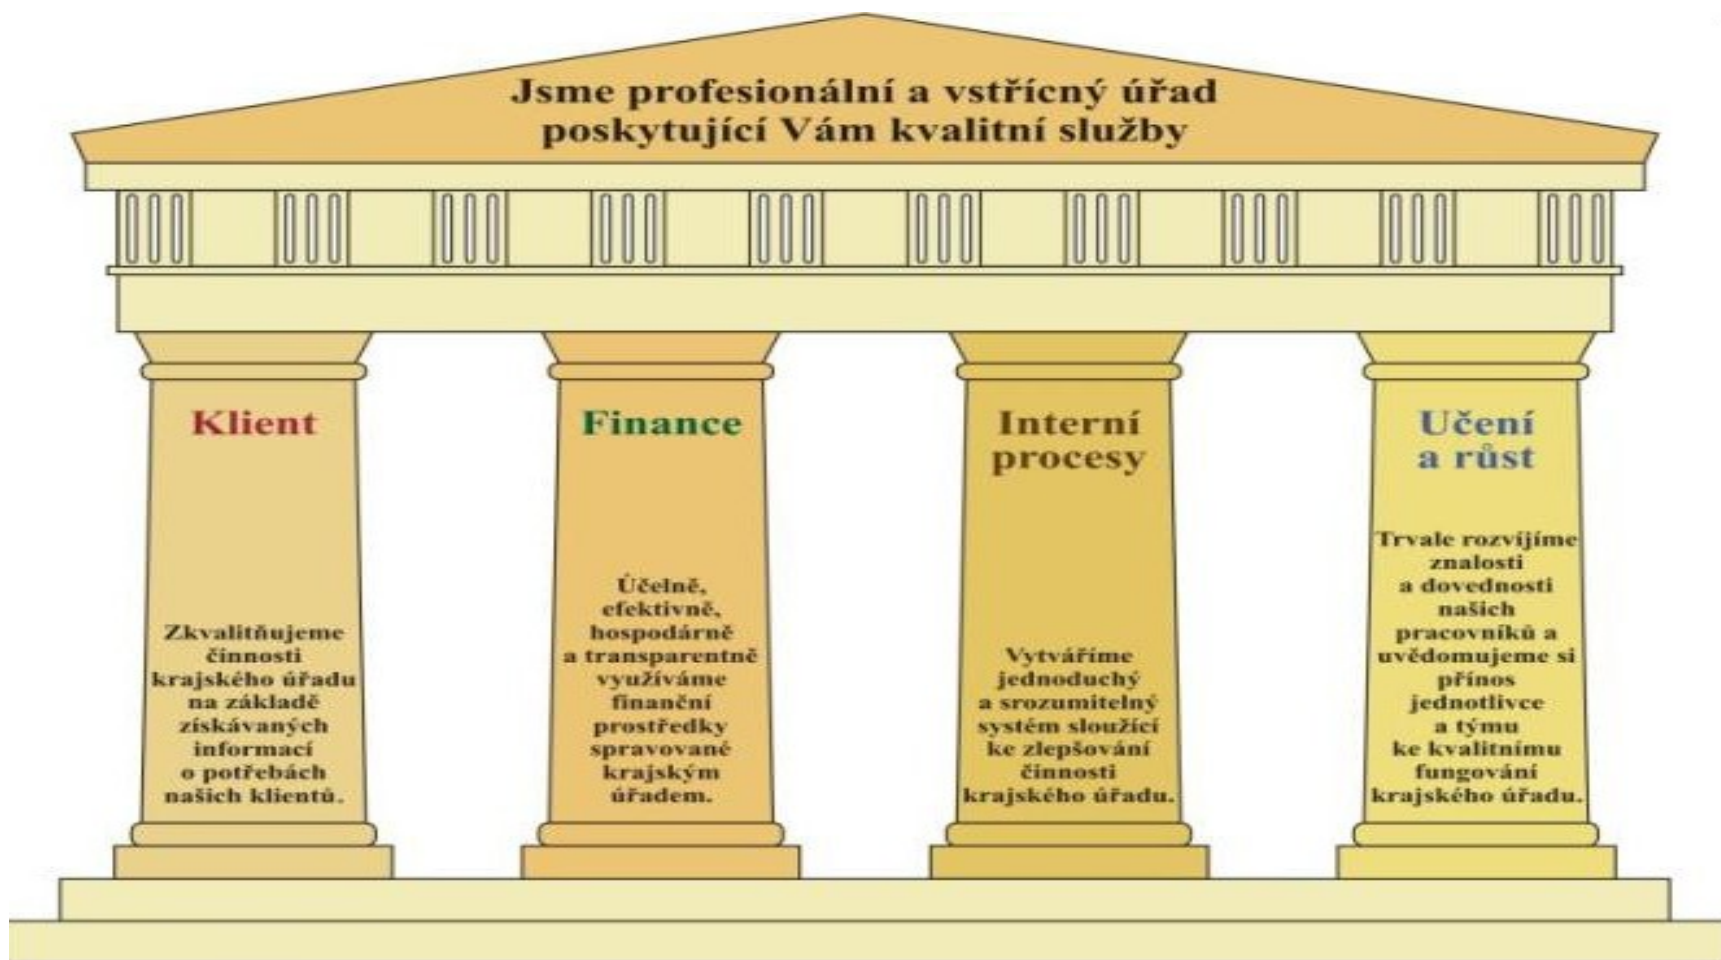 Jsme profesionální a vstřícný úřad
poskytující Vám kvalitní služby
Klient
Zkvalitňujeme
činnosti
krajského úřadu
na základě
získávaných
informací
o potřebách
našich klientů.
Finance
Účelně,
efektivně,
hospodárně
a transparentně
využíváme
finanční
prostředky
spravované
krajským
úřadem.
Interní
procesy
Vytváříme
jednoduchý
a srozumitelný
systém sloužící
ke zlepšování
činnosti
krajského úřadu.
Učení
a růst
Trvale rozvíjíme
znalosti
a dovednosti
našich
pracovníků a
uvědomujeme si
přínos
jednotlivce
a týmu
ke kvalitnímu
fungování
krajského úřadu.